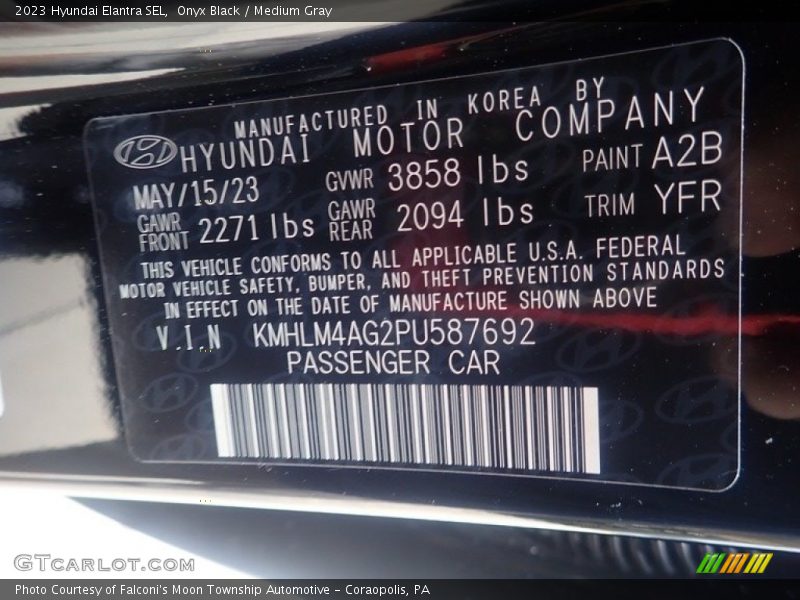 2023 Hyundai Elantra SEL, Onyx Black / Medium Gray
MANUFACTURED IN KOREA BY
HYUNDAI MOTOR COMPANY
MAY/15/23 GVWR 3858 lbs PAINT A2B
GAWR FRONT 2271 lbs GAWR REAR 2094 lbs TRIM YFR
THIS VEHICLE CONFORMS TO ALL APPLICABLE U.S.A. FEDERAL
MOTOR VEHICLE SAFETY, BUMPER, AND THEFT PREVENTION STANDARDS
IN EFFECT ON THE DATE OF MANUFACTURE SHOWN ABOVE
V.I.N KMHLM4AG2PU587692
PASSENGER CAR
GTCARLOT.COM
Photo Courtesy of Falconi's Moon Township Automotive - Coraopolis, PA